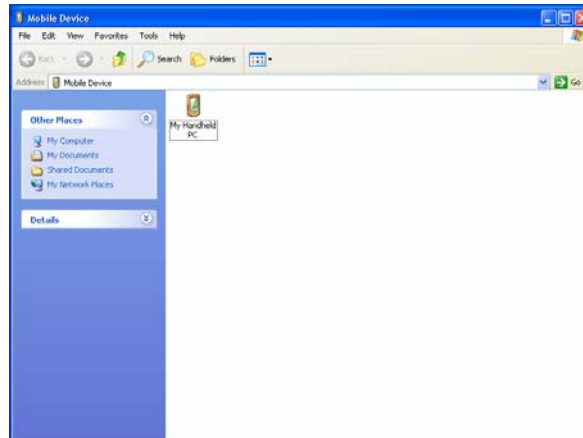 Mobile Device
File Edit View Favorites Tools Help
Back Search Folders
Address Mobile Device Go
Other Places
My Computer
My Documents
Shared Documents
My Network Places
Details
My Handheld
PC